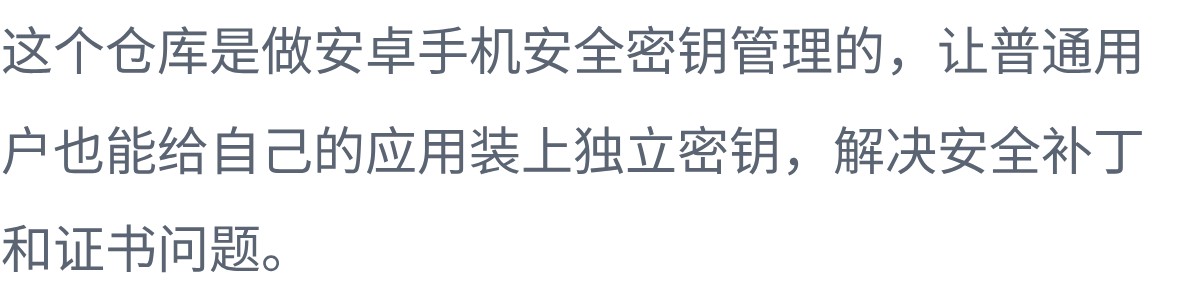 这个仓库是做安卓手机安全密钥管理的，让普通用
户也能给自己的应用装上独立密钥，解决安全补丁
和证书问题。